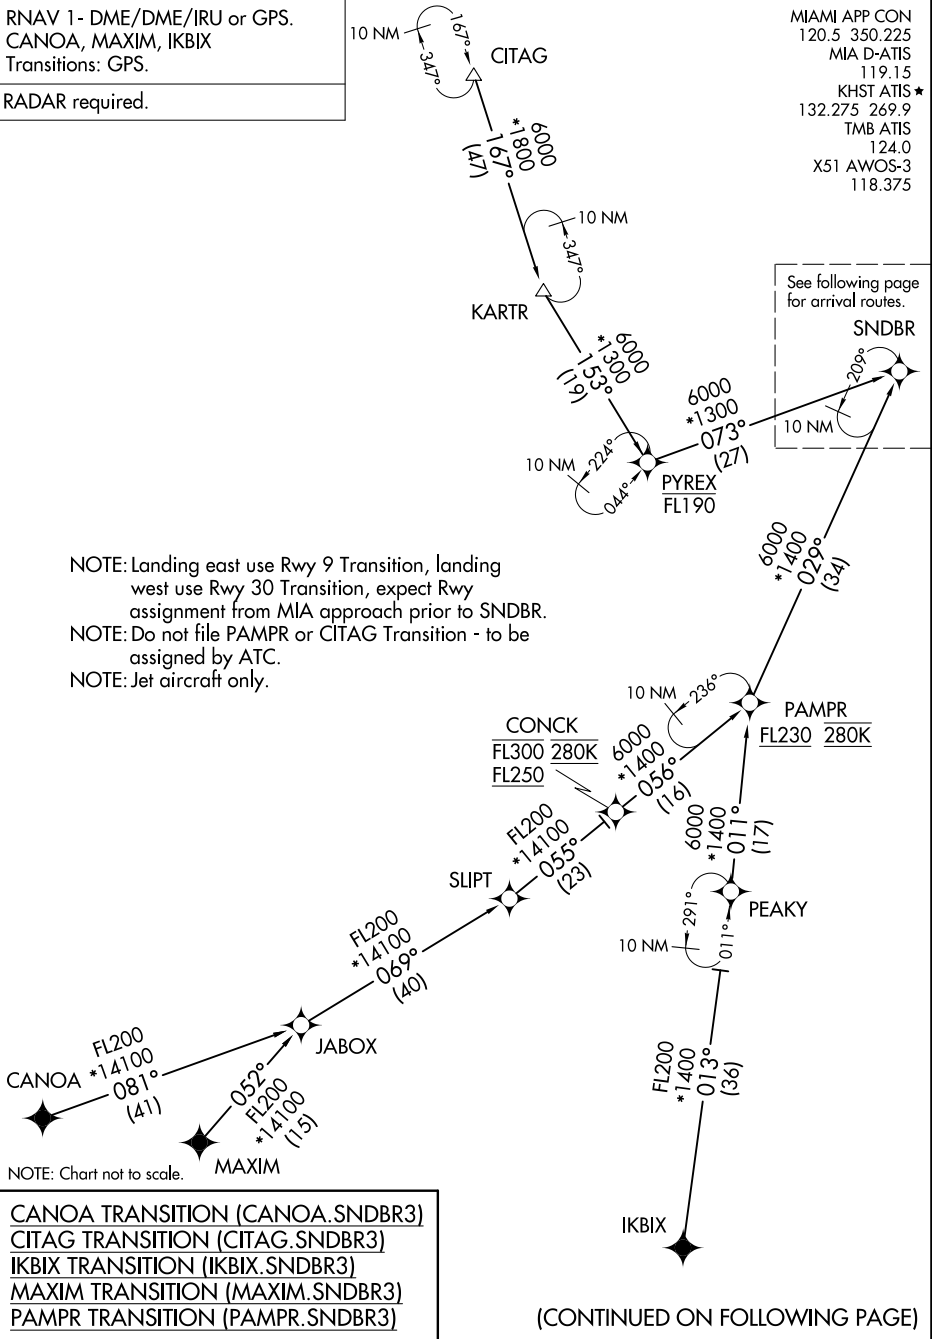 RNAV 1- DME/DME/IRU or GPS.
CANOA, MAXIM, IKBIX
Transitions: GPS.
RADAR required.
MIAMI APP CON
120.5 350.225
MIA D-ATIS
119.15
KHST ATIS ★
132.275 269.9
TMB ATIS
124.0
X51 AWOS-3
118.375
10 NM
167°
347°
CITAG
6000
*1800
167°
(47)
10 NM
347°
KARTR
6000
*1300
153°
(19)
See following page
for arrival routes.
SNDBR
209°
10 NM
6000
*1300
073°
(27)
10 NM
224°
044°
PYREX
FL190
6000
*1400
029°
(34)
NOTE: Landing east use Rwy 9 Transition, landing
west use Rwy 30 Transition, expect Rwy
assignment from MIA approach prior to SNDBR.
NOTE: Do not file PAMPR or CITAG Transition - to be
assigned by ATC.
NOTE: Jet aircraft only.
10 NM
236°
PAMPR
FL230 280K
CONCK
FL300 280K
FL250
6000
*1400
056°
(16)
6000
*1400
011°
(17)
FL200
*14100
055°
(23)
SLIPT
PEAKY
291°
011°
10 NM
FL200
*14100
069°
(40)
JABOX
FL200
*14100
081°
(41)
CANOA
052°
FL200
*14100
(15)
MAXIM
FL200
*1400
013°
(36)
IKBIX
NOTE: Chart not to scale.
CANOA TRANSITION (CANOA.SNDBR3)
CITAG TRANSITION (CITAG.SNDBR3)
IKBIX TRANSITION (IKBIX.SNDBR3)
MAXIM TRANSITION (MAXIM.SNDBR3)
PAMPR TRANSITION (PAMPR.SNDBR3)
(CONTINUED ON FOLLOWING PAGE)